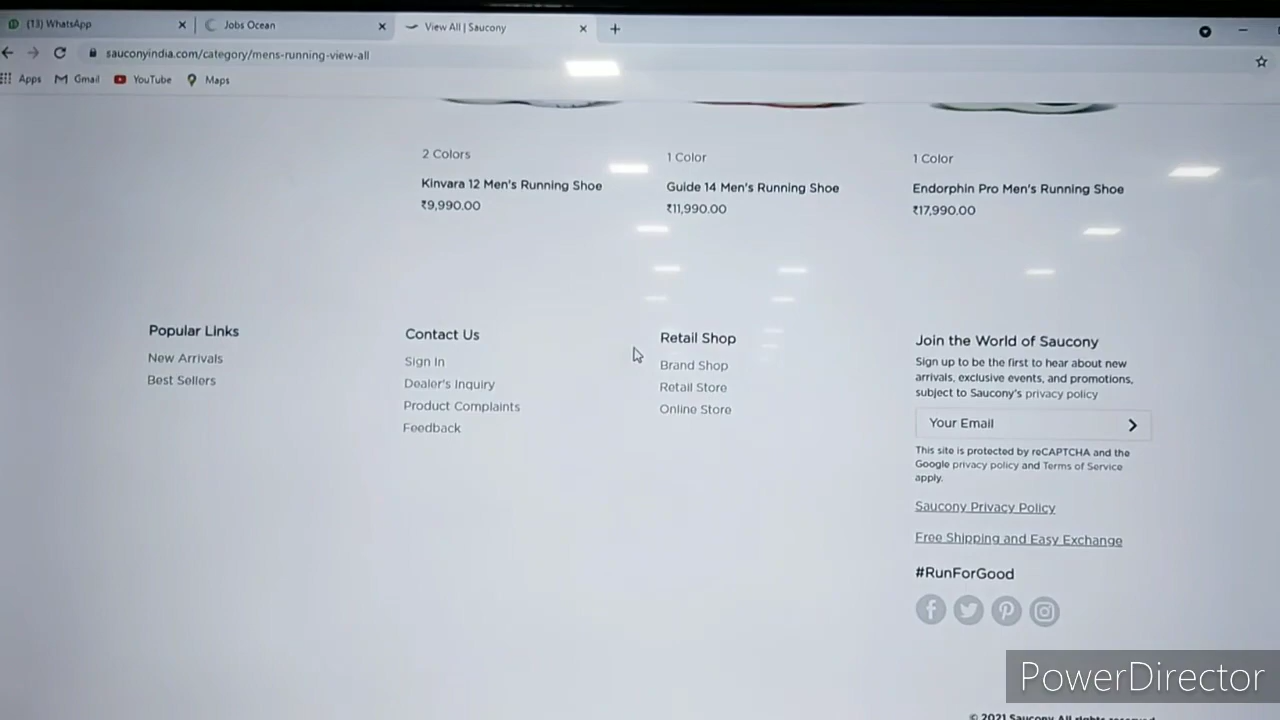 (13) WhatsApp
Jobs Ocean
View All | Saucony
sauconyindia.com/category/mens-running-view-all
Apps
Gmail
YouTube
Maps
2 Colors
Kinvara 12 Men's Running Shoe
₹9,990.00
1 Color
Guide 14 Men's Running Shoe
₹11,990.00
1 Color
Endorphin Pro Men's Running Shoe
₹17,990.00
Popular Links
New Arrivals
Best Sellers
Contact Us
Sign In
Dealer's Inquiry
Product Complaints
Feedback
Retail Shop
Brand Shop
Retail Store
Online Store
Join the World of Saucony
Sign up to be the first to hear about new
arrivals, exclusive events, and promotions,
subject to Saucony's privacy policy
Your Email
This site is protected by reCAPTCHA and the
Google privacy policy and Terms of Service
apply.
Saucony Privacy Policy
Free Shipping and Easy Exchange
#RunForGood
PowerDirector
© 2021 Saucony All rights reserved